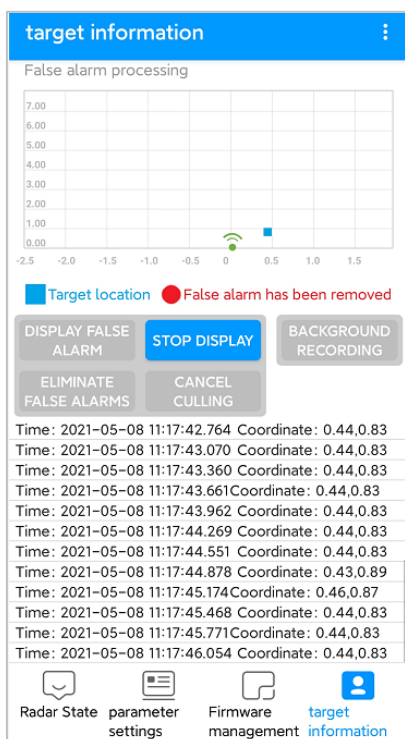 target information
False alarm processing
7.00
6.00
5.00
4.00
3.00
2.00
1.00
0.00
-2.5 -2.0 -1.5 -1.0 -0.5 0 0.5 1.0 1.5
Target location False alarm has been removed
DISPLAY FALSE ALARM
STOP DISPLAY
BACKGROUND RECORDING
ELIMINATE FALSE ALARMS
CANCEL CULLING
Time: 2021-05-08 11:17:42.764 Coordinate: 0.44,0.83
Time: 2021-05-08 11:17:43.070 Coordinate: 0.44,0.83
Time: 2021-05-08 11:17:43.360 Coordinate: 0.44,0.83
Time: 2021-05-08 11:17:43.661Coordinate: 0.44,0.83
Time: 2021-05-08 11:17:43.962 Coordinate: 0.44,0.83
Time: 2021-05-08 11:17:44.269 Coordinate: 0.44,0.83
Time: 2021-05-08 11:17:44.551 Coordinate: 0.44,0.83
Time: 2021-05-08 11:17:44.878 Coordinate: 0.43,0.89
Time: 2021-05-08 11:17:45.174Coordinate: 0.46,0.87
Time: 2021-05-08 11:17:45.468 Coordinate: 0.44,0.83
Time: 2021-05-08 11:17:45.771Coordinate: 0.44,0.83
Time: 2021-05-08 11:17:46.054 Coordinate: 0.44,0.83
Radar State
parameter settings
Firmware management
target information